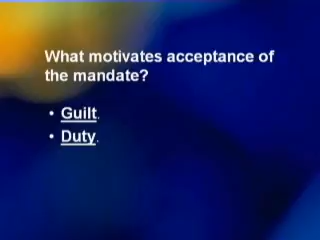 What motivates acceptance of
the mandate?
• Guilt.
• Duty.